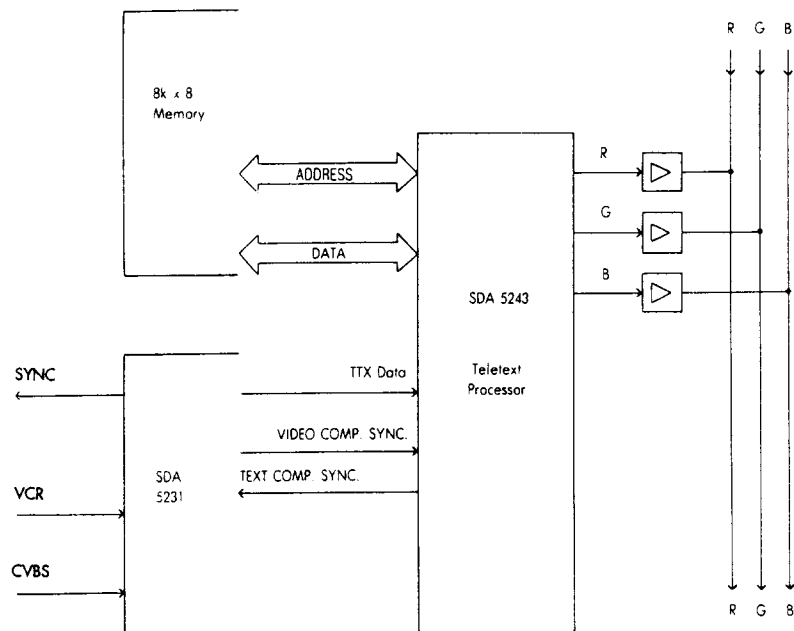 R G B
8k x 8
Memory
ADDRESS
R
G
DATA
B
SDA 5243
SYNC
TTX Data
Teletext
Processor
VIDEO COMP. SYNC.
SDA
5231
TEXT COMP. SYNC.
VCR
CVBS
R G B